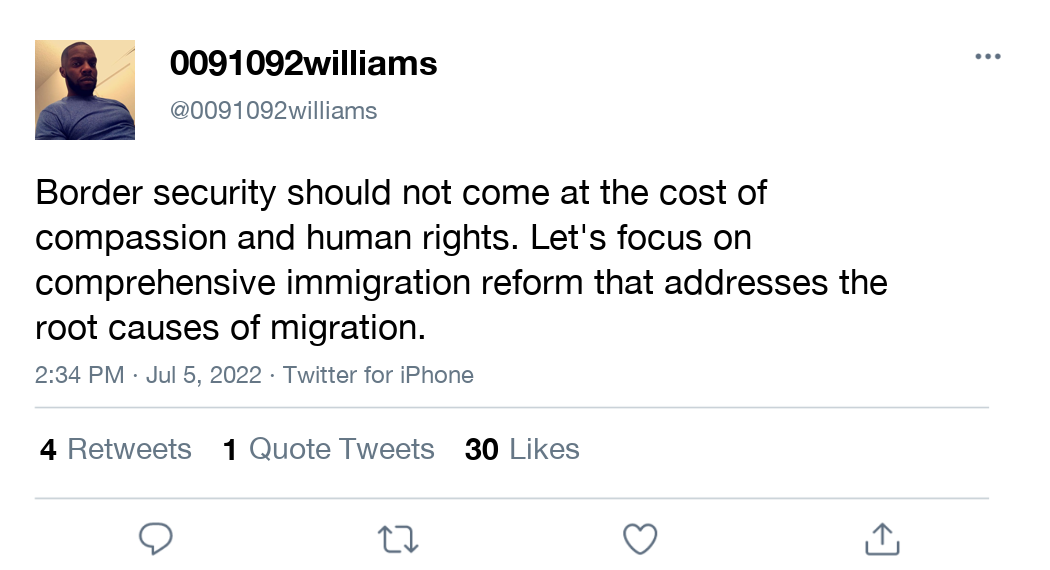 0091092williams
@0091092williams
Border security should not come at the cost of
compassion and human rights. Let's focus on
comprehensive immigration reform that addresses the
root causes of migration.
2:34 PM · Jul 5, 2022 · Twitter for iPhone
4 Retweets 1 Quote Tweets 30 Likes